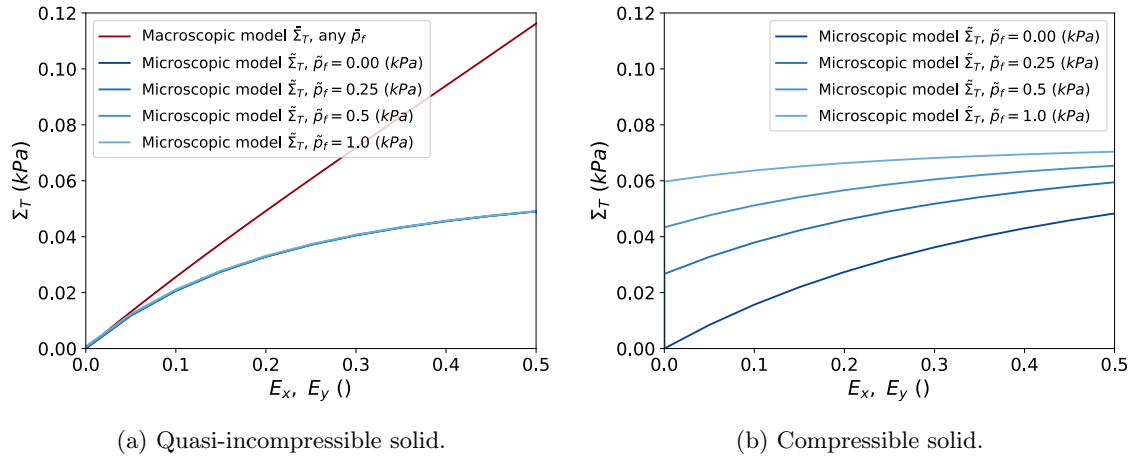 0.12
0.10
0.08
0.06
0.04
0.02
0.00
Σ_T (kPa)
Macroscopic model Σ̄_T, any p̄_f
Microscopic model Σ̃_T, p̃_f = 0.00 (kPa)
Microscopic model Σ̃_T, p̃_f = 0.25 (kPa)
Microscopic model Σ̃_T, p̃_f = 0.5 (kPa)
Microscopic model Σ̃_T, p̃_f = 1.0 (kPa)
0.0 0.1 0.2 0.3 0.4 0.5
E_x, E_y ()
(a) Quasi-incompressible solid.
0.12
0.10
0.08
0.06
0.04
0.02
0.00
Σ_T (kPa)
Microscopic model Σ̃_T, p̃_f = 0.00 (kPa)
Microscopic model Σ̃_T, p̃_f = 0.25 (kPa)
Microscopic model Σ̃_T, p̃_f = 0.5 (kPa)
Microscopic model Σ̃_T, p̃_f = 1.0 (kPa)
0.0 0.1 0.2 0.3 0.4 0.5
E_x, E_y ()
(b) Compressible solid.